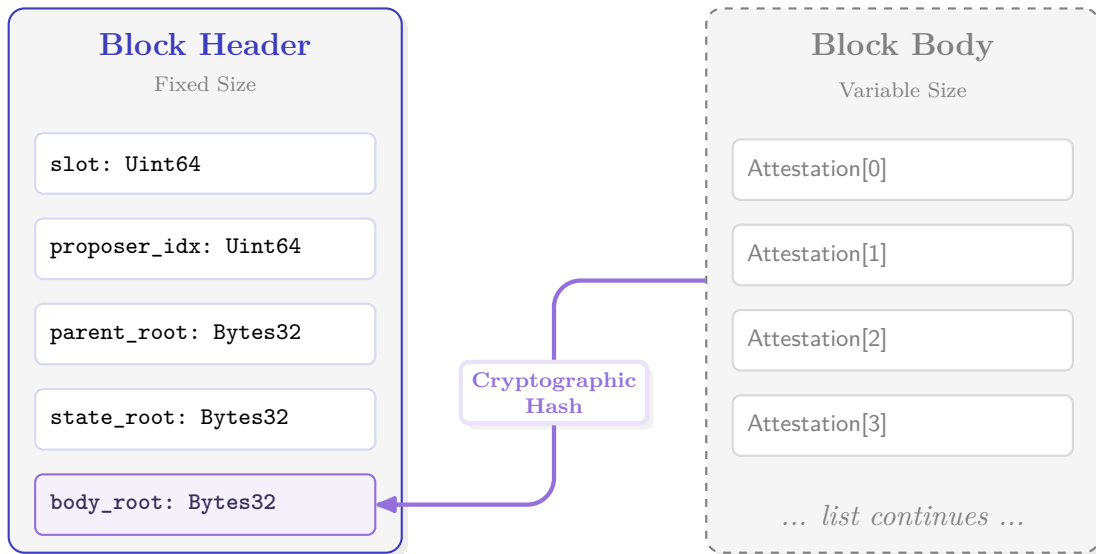 Block Header
Fixed Size
slot: Uint64
proposer_idx: Uint64
parent_root: Bytes32
state_root: Bytes32
body_root: Bytes32
Cryptographic
Hash
Block Body
Variable Size
Attestation[0]
Attestation[1]
Attestation[2]
Attestation[3]
... list continues ...